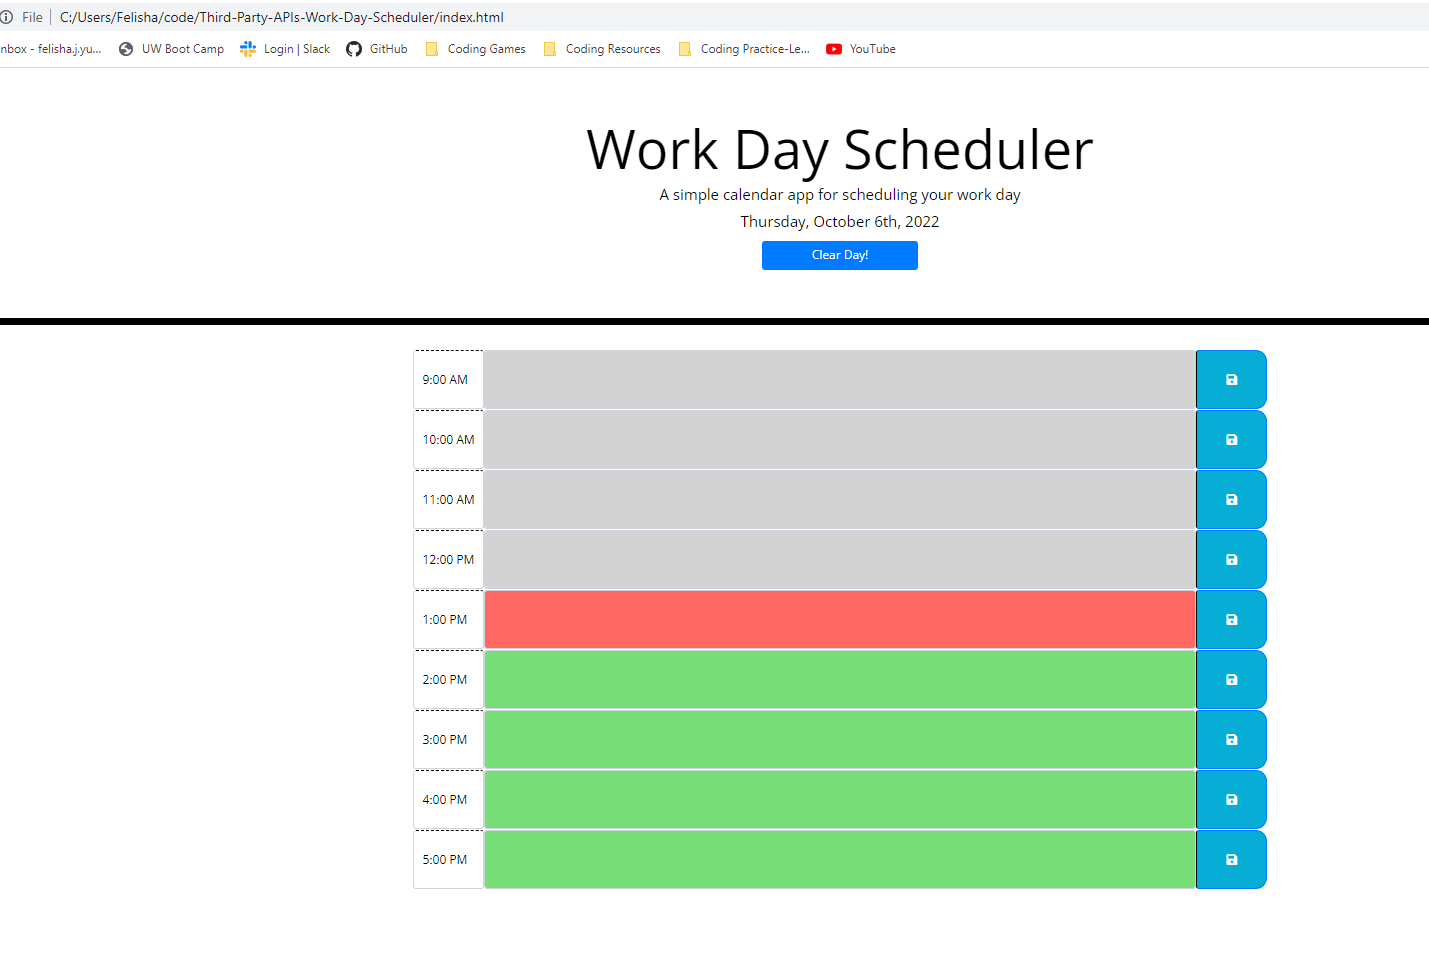 File C:/Users/Felisha/code/Third-Party-APIs-Work-Day-Scheduler/index.html
nbox - felisha.j.yu... UW Boot Camp Login | Slack GitHub Coding Games Coding Resources Coding Practice-Le... YouTube
Work Day Scheduler
A simple calendar app for scheduling your work day
Thursday, October 6th, 2022
Clear Day!
9:00 AM
10:00 AM
11:00 AM
12:00 PM
1:00 PM
2:00 PM
3:00 PM
4:00 PM
5:00 PM